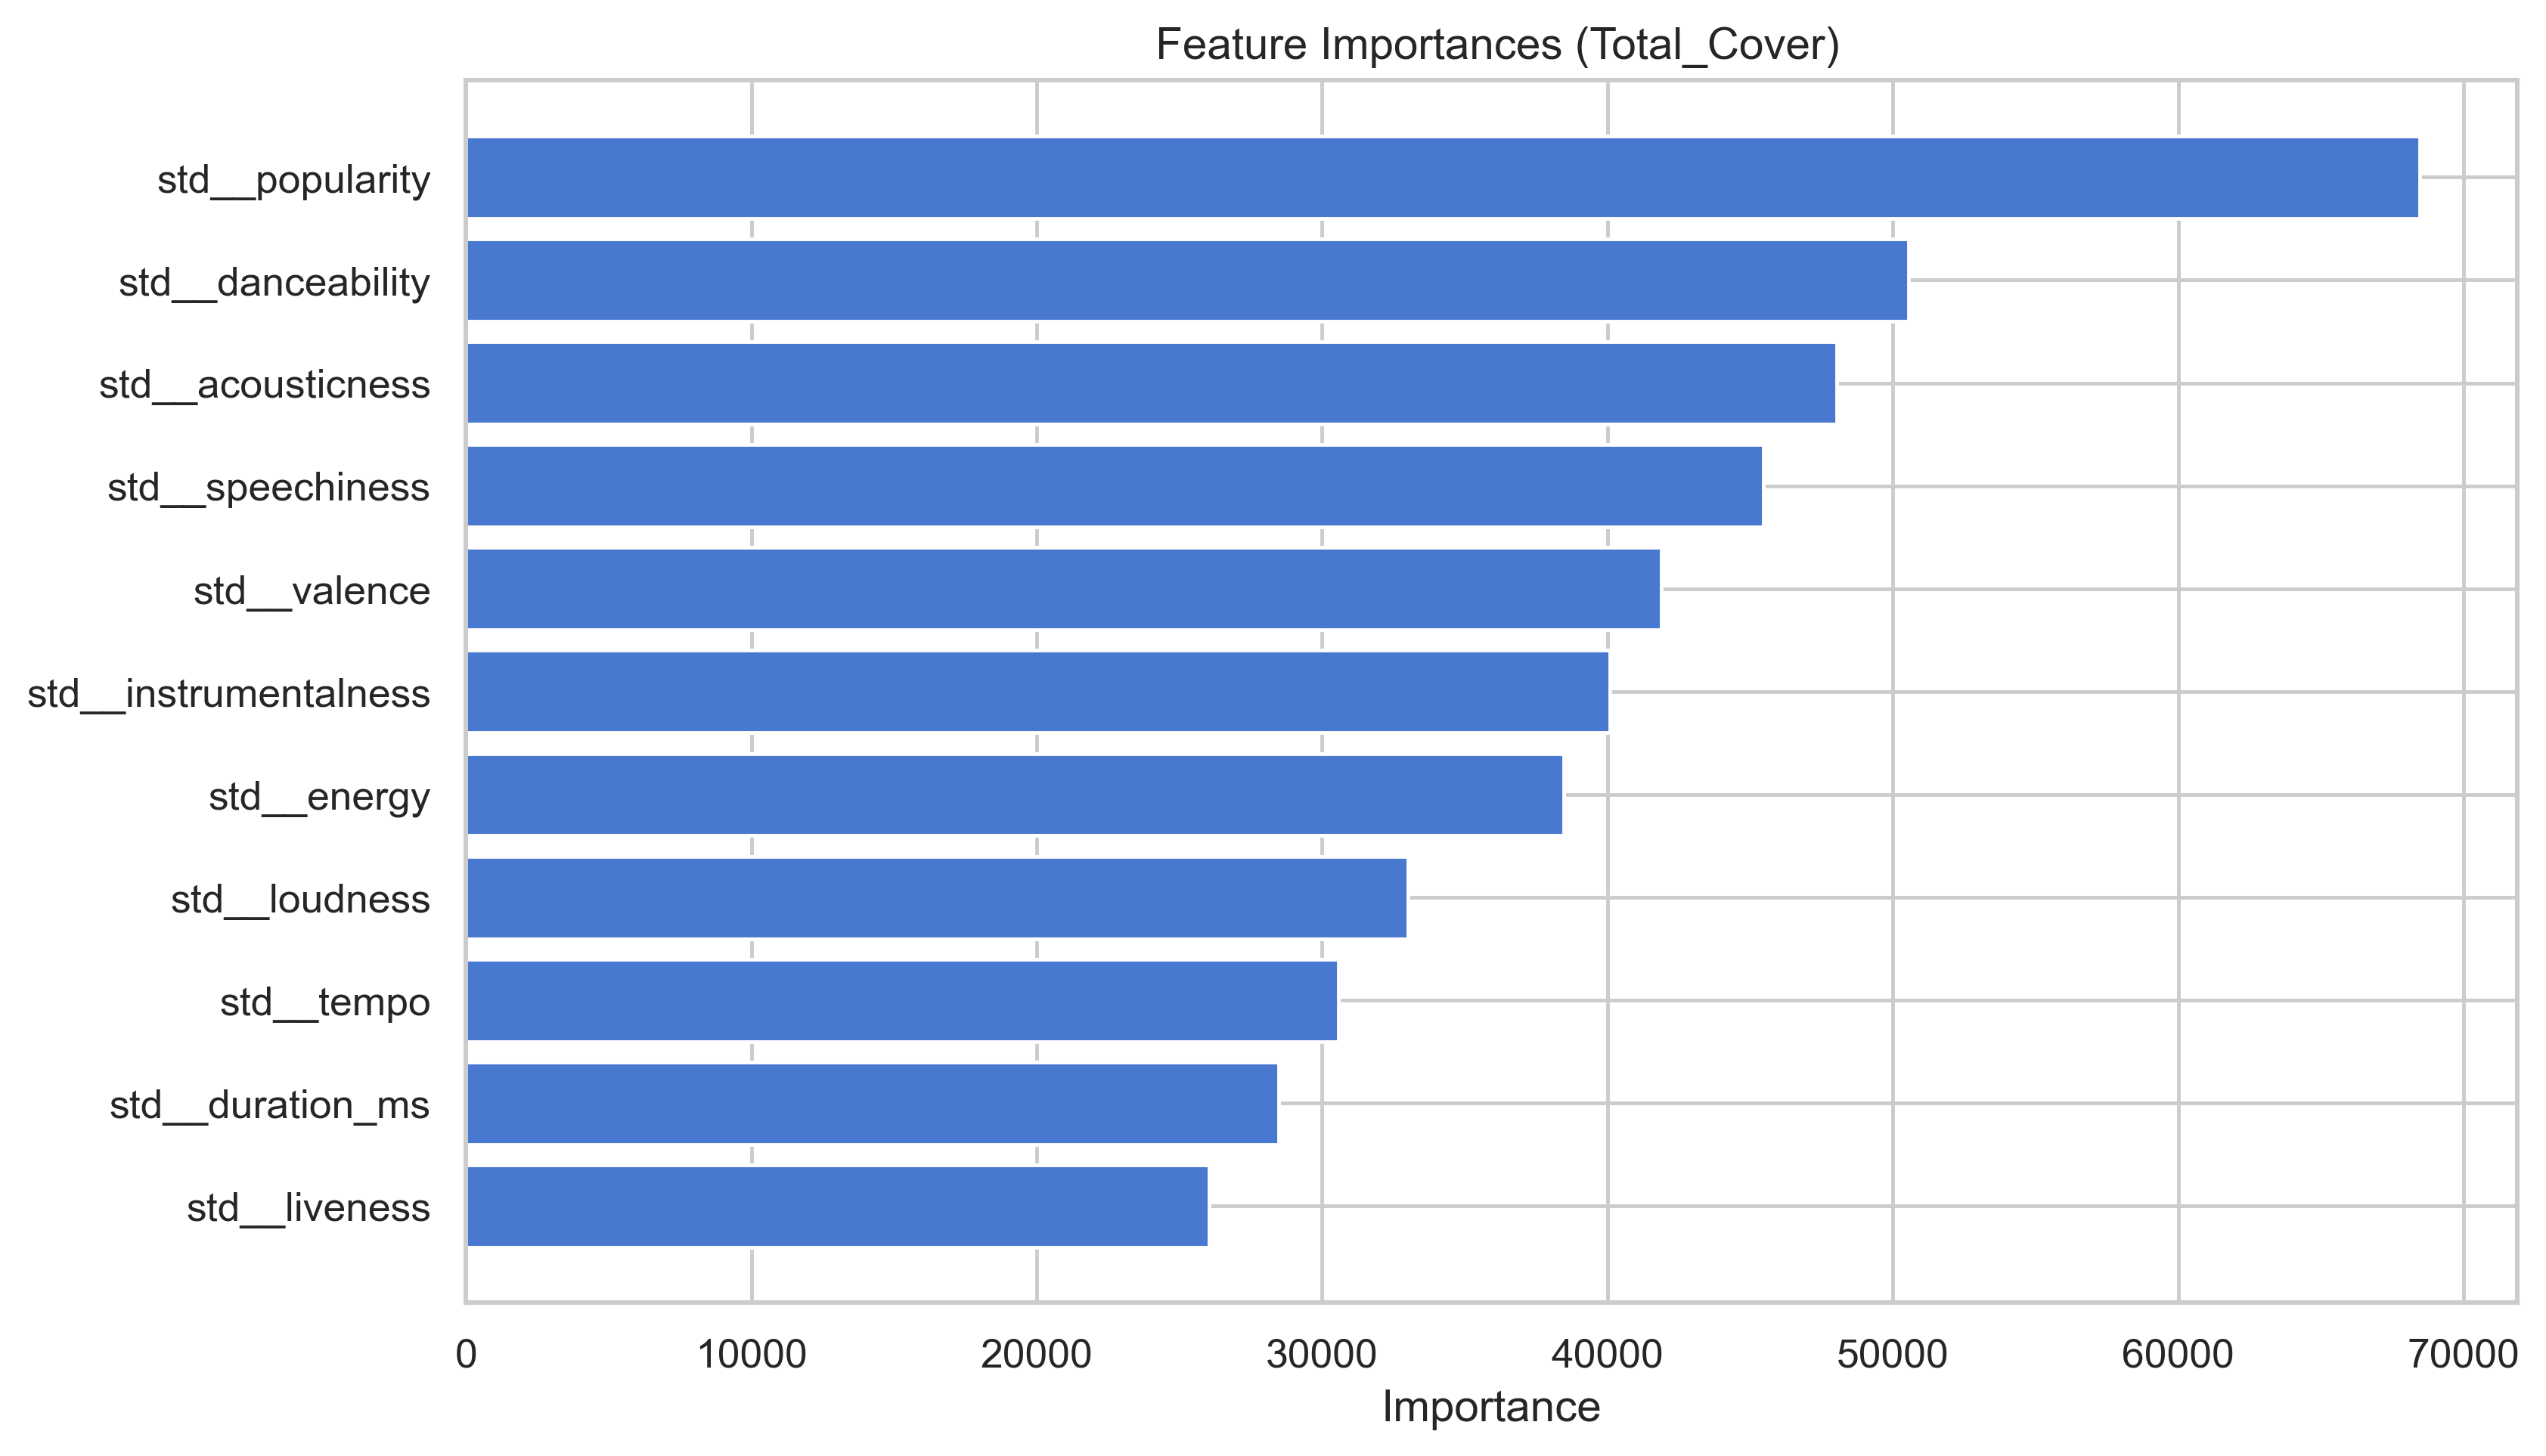 Feature Importances (Total_Cover)
std__popularity
std__danceability
std__acousticness
std__speechiness
std__valence
std__instrumentalness
std__energy
std__loudness
std__tempo
std__duration_ms
std__liveness
0 10000 20000 30000 40000 50000 60000 70000
Importance